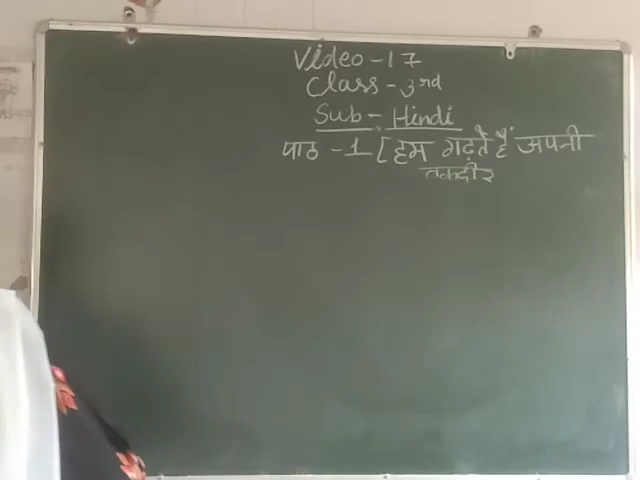 Video - 17
Class - 3rd
Sub - Hindi
पाठ - 1 [ हम गढ़ते हैं अपनी
तकदीर